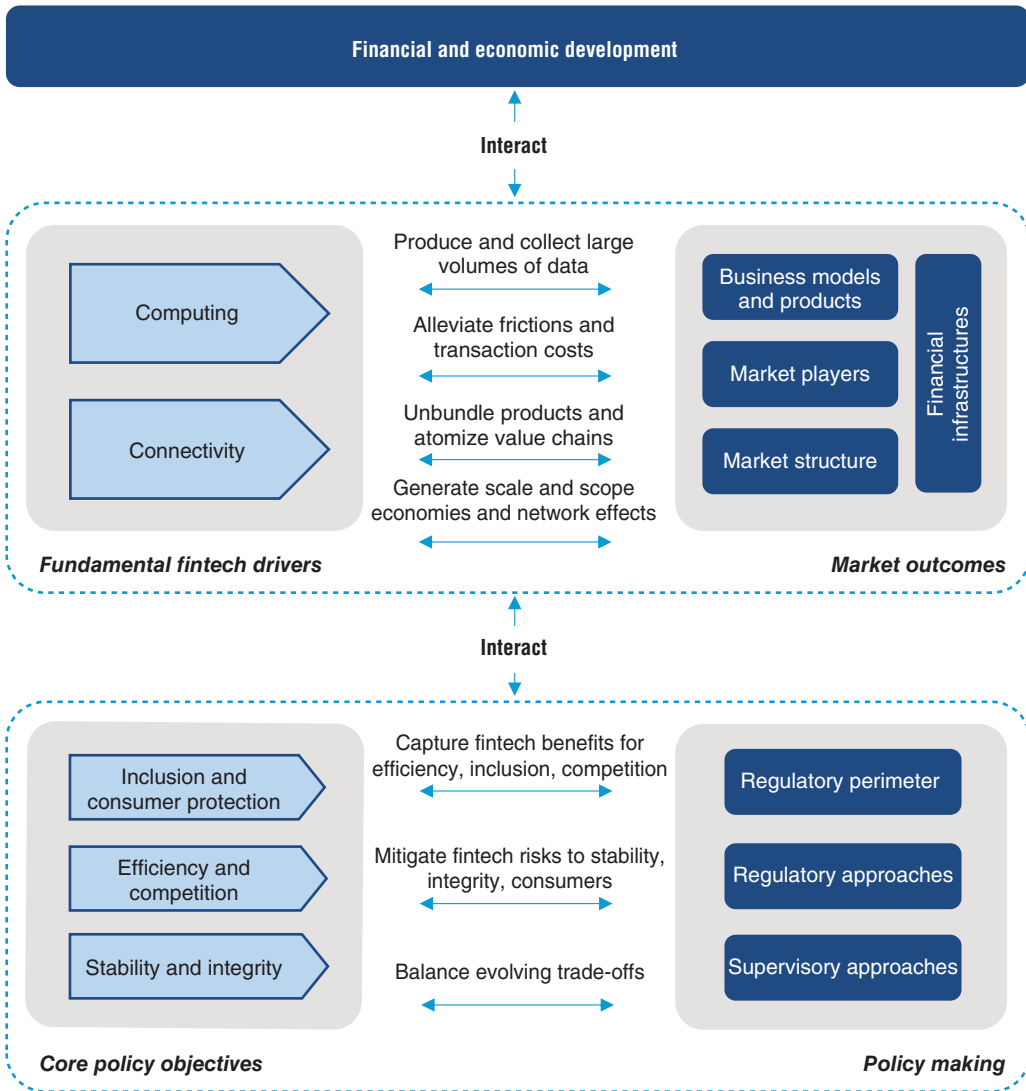 Financial and economic development
Interact
Computing
Connectivity
Fundamental fintech drivers
Produce and collect large
volumes of data
Alleviate frictions and
transaction costs
Unbundle products and
atomize value chains
Generate scale and scope
economies and network effects
Business models
and products
Market players
Market structure
Financial
infrastructures
Market outcomes
Interact
Inclusion and
consumer protection
Efficiency and
competition
Stability and integrity
Core policy objectives
Capture fintech benefits for
efficiency, inclusion, competition
Mitigate fintech risks to stability,
integrity, consumers
Balance evolving trade-offs
Regulatory perimeter
Regulatory approaches
Supervisory approaches
Policy making